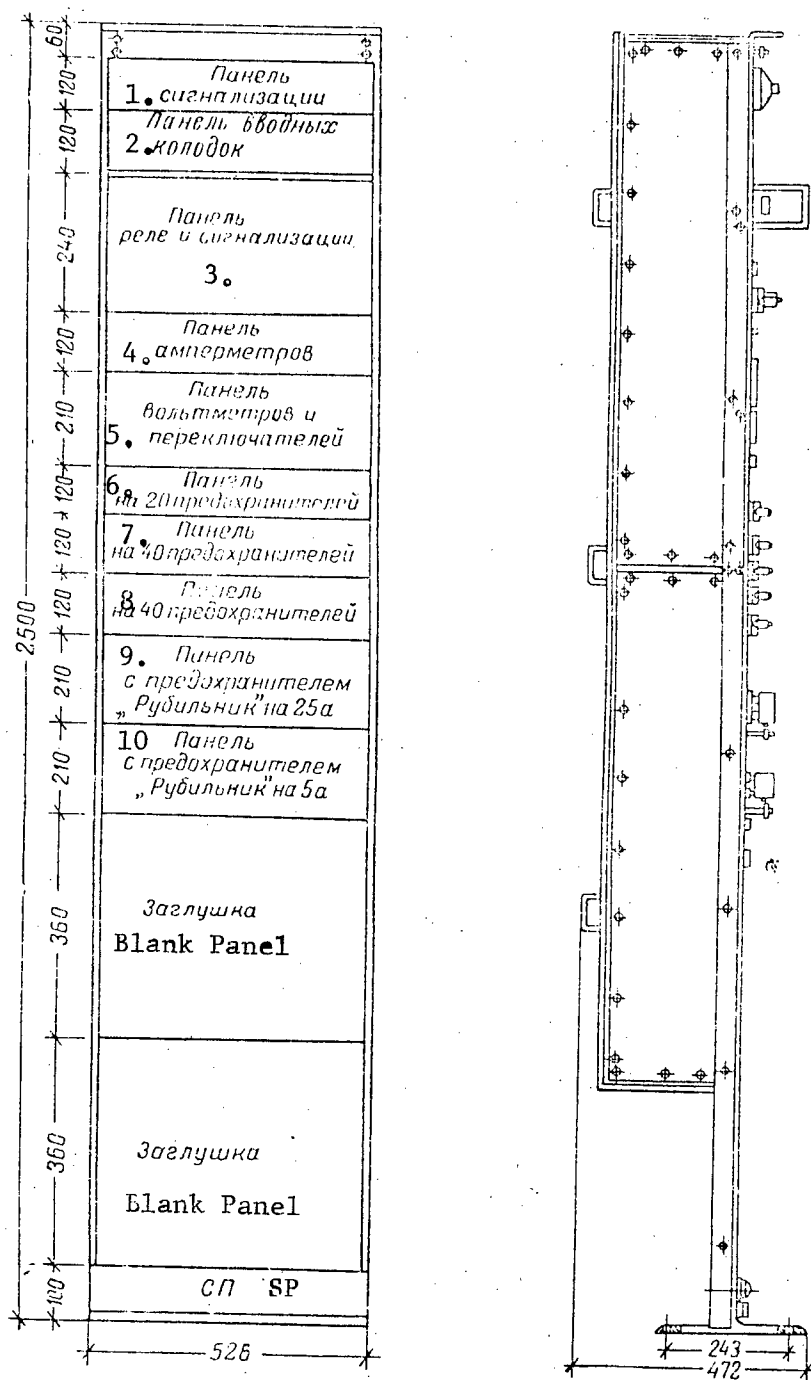 60
120
Панель
1. сигнализации
120
Панель вводных
2. колодок
240
Панель
реле и сигнализации
3.
120
Панель
4. амперметров
210
Панель
вольтметров и
5. переключателей
120
6. Панель
на 20 предохранителей
120
7. Панель
на 40 предохранителей
120
8 Панель
на 40 предохранителей
210
9. Панель
с предохранителем
„Рубильник" на 25а
210
10 Панель
с предохранителем
„Рубильник" на 5а
2500
360
Заглушка
Blank Panel
360
Заглушка
Blank Panel
100
СП SP
526
243
472